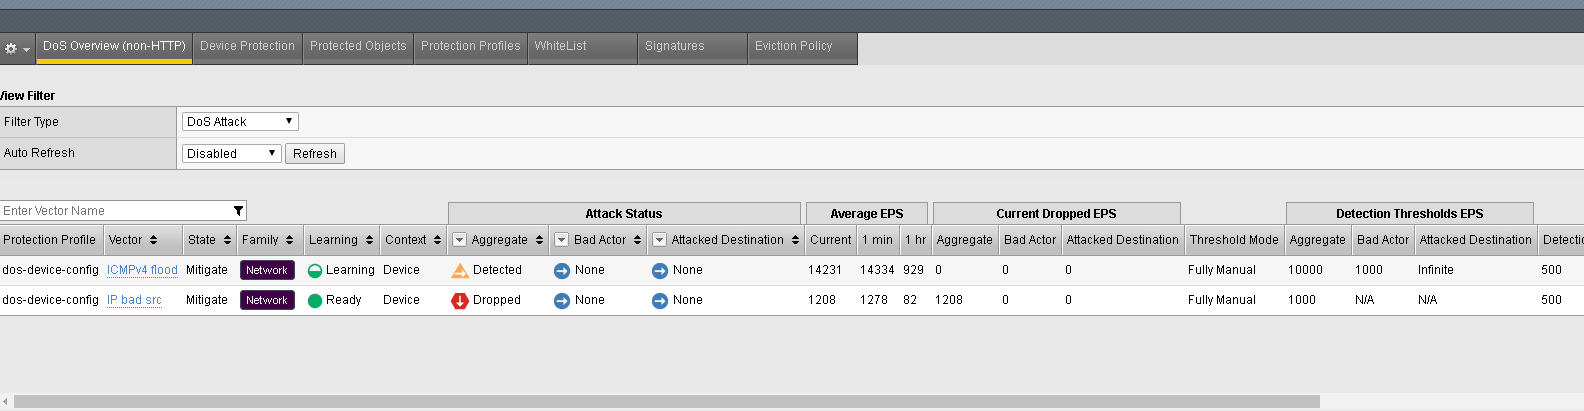 DoS Overview (non-HTTP) Device Protection Protected Objects Protection Profiles WhiteList Signatures Eviction Policy
View Filter
Filter Type DoS Attack
Auto Refresh Disabled Refresh
Enter Vector Name Attack Status Average EPS Current Dropped EPS Detection Thresholds EPS
Protection Profile Vector State Family Learning Context Aggregate Bad Actor Attacked Destination Current 1 min 1 hr Aggregate Bad Actor Attacked Destination Threshold Mode Aggregate Bad Actor Attacked Destination Detectio
dos-device-config ICMPv4 flood Mitigate Network Learning Device Detected None None 14231 14334 929 0 0 0 Fully Manual 10000 1000 Infinite 500
dos-device-config IP bad src Mitigate Network Ready Device Dropped None None 1208 1278 82 1208 0 0 Fully Manual 1000 N/A N/A 500